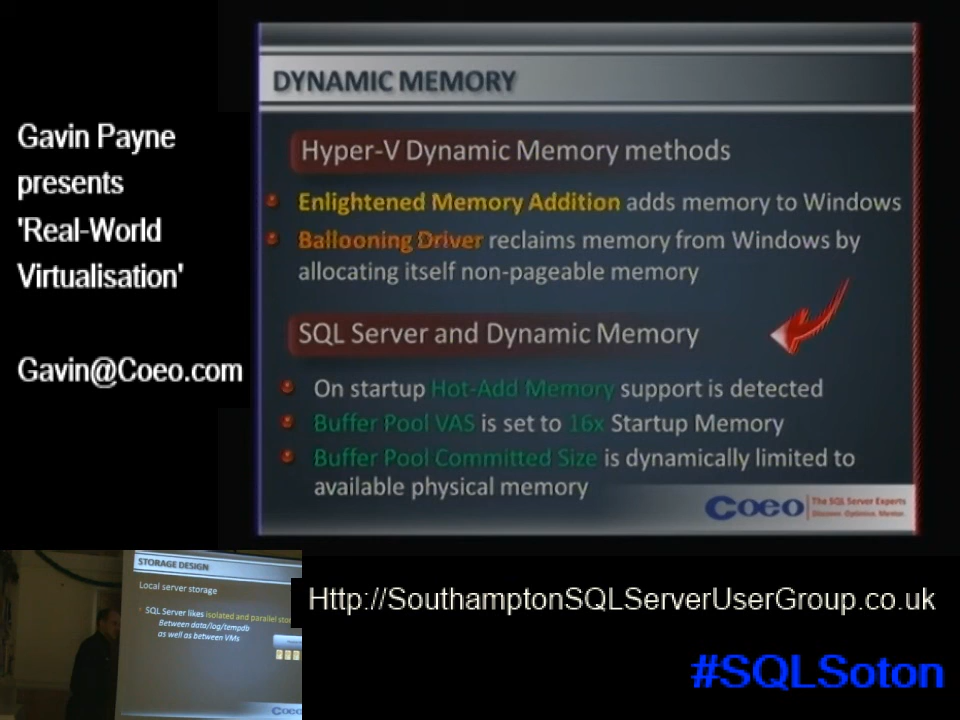 Gavin Payne
presents
'Real-World
Virtualisation'
Gavin@Coeo.com
DYNAMIC MEMORY
Hyper-V Dynamic Memory methods
Enlightened Memory Addition adds memory to Windows
Ballooning Driver reclaims memory from Windows by
allocating itself non-pageable memory
SQL Server and Dynamic Memory
On startup Hot-Add Memory support is detected
Buffer Pool VAS is set to 16x Startup Memory
Buffer Pool Committed Size is dynamically limited to
available physical memory
Coeo
The SQL Server Experts
Discover. Optimise. Mentor.
STORAGE DESIGN
Local server storage
SQL Server likes isolated and parallel
Between data/log/tempdb
as well as between VMs
Coeo
Http://SouthamptonSQLServerUserGroup.co.uk
#SQLSoton